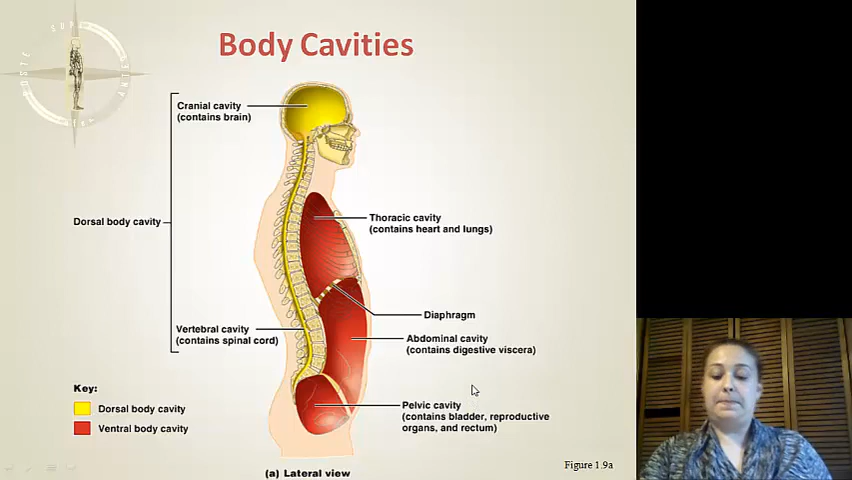 Body Cavities
Cranial cavity
(contains brain)
Dorsal body cavity
Thoracic cavity
(contains heart and lungs)
Diaphragm
Vertebral cavity
(contains spinal cord)
Abdominal cavity
(contains digestive viscera)
Key:
Dorsal body cavity
Ventral body cavity
Pelvic cavity
(contains bladder, reproductive
organs, and rectum)
(a) Lateral view
Figure 1.9a